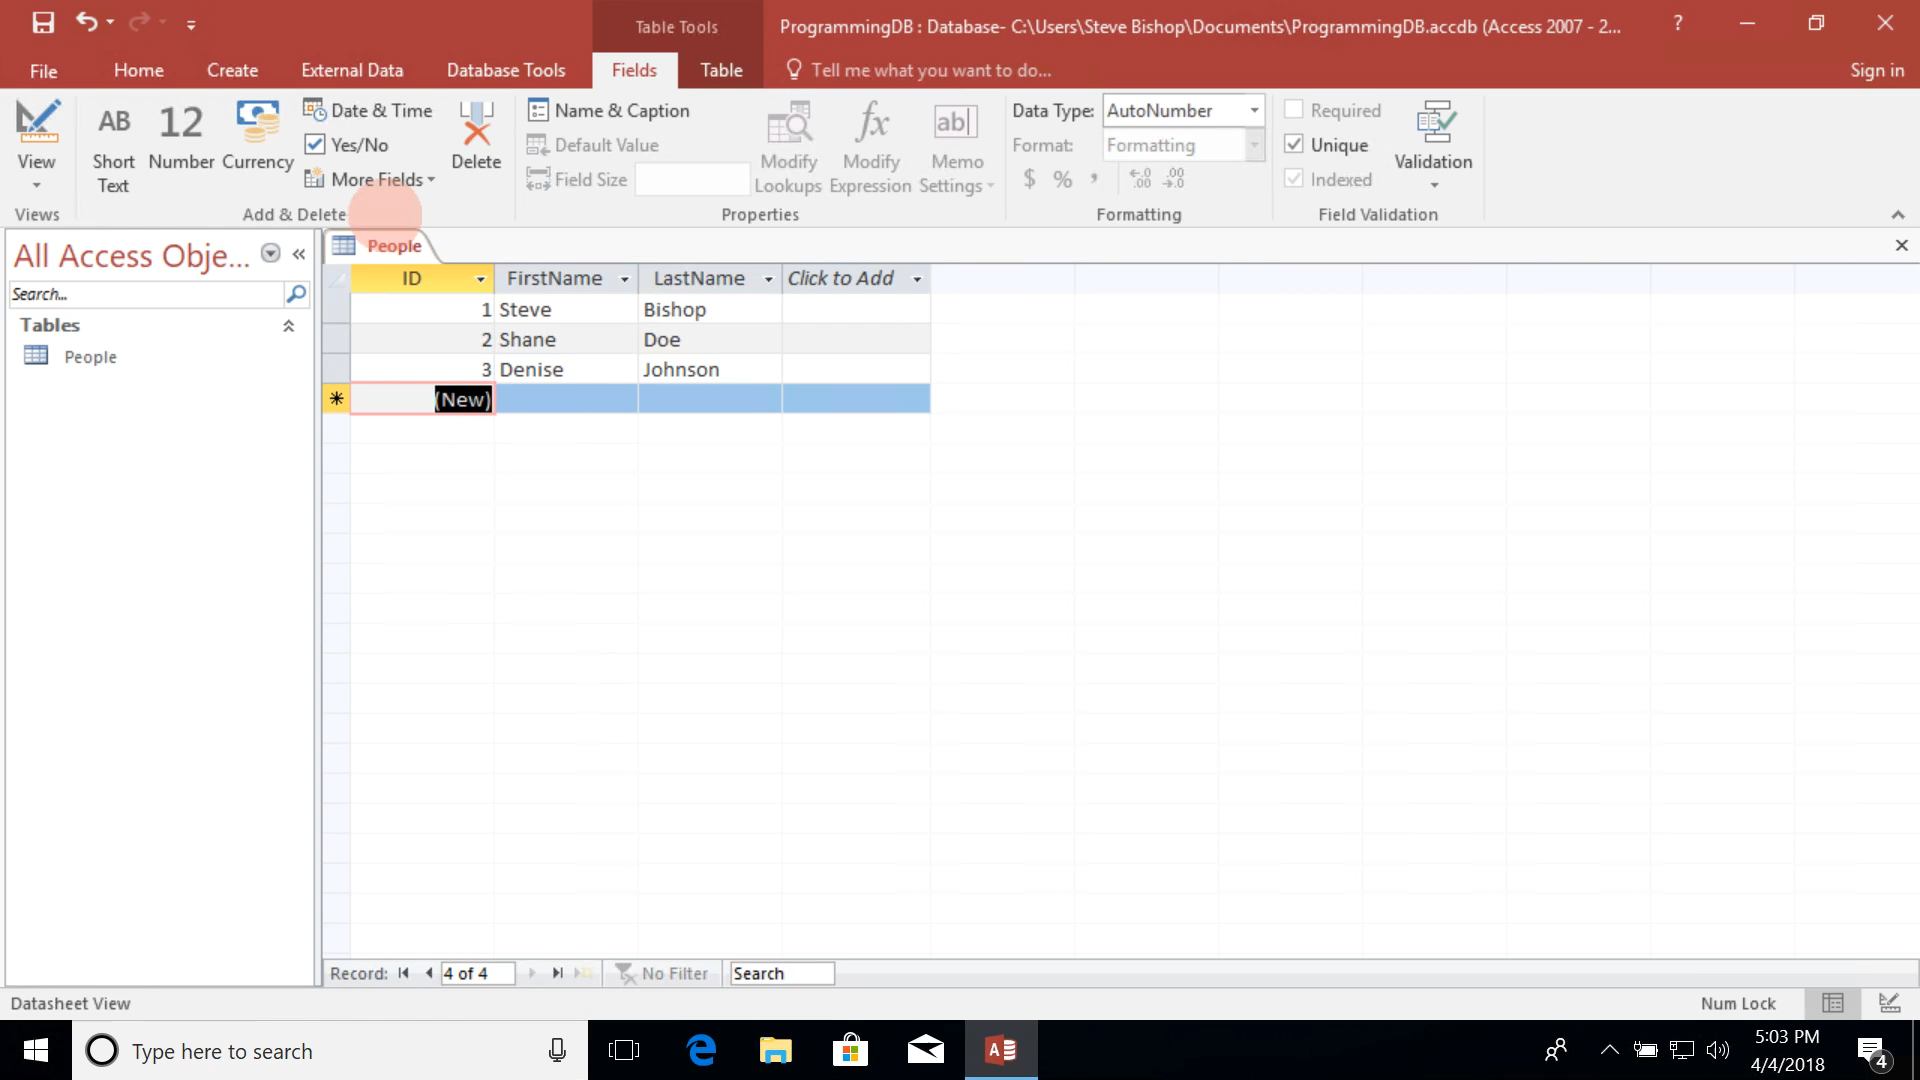 Table Tools
ProgrammingDB : Database- C:\Users\Steve Bishop\Documents\ProgrammingDB.accdb (Access 2007 - 2...
?
File
Home
Create
External Data
Database Tools
Fields
Table
Tell me what you want to do...
Sign in
View
Views
AB
Short
Text
12
Number
Currency
Date & Time
Yes/No
More Fields
Delete
Add & Delete
Name & Caption
Default Value
Field Size
Modify
Lookups
fx
Modify
Expression
ab|
Memo
Settings
Properties
Data Type: AutoNumber
Format: Formatting
$ % , .00 .00
Formatting
Required
Unique
Indexed
Validation
Field Validation
All Access Obje...
Search...
Tables
People
People
ID FirstName LastName Click to Add
1 Steve Bishop
2 Shane Doe
3 Denise Johnson
(New)
Record: 4 of 4 No Filter Search
Datasheet View
Num Lock
Type here to search
A
5:03 PM
4/4/2018
4